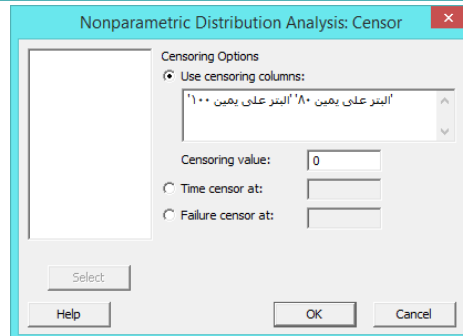 Nonparametric Distribution Analysis: Censor
Censoring Options
Use censoring columns:
'البتر على يمين ٨٠' 'البتر على يمين ١٠٠'
Censoring value:
0
Time censor at:
Failure censor at:
Select
Help
OK
Cancel